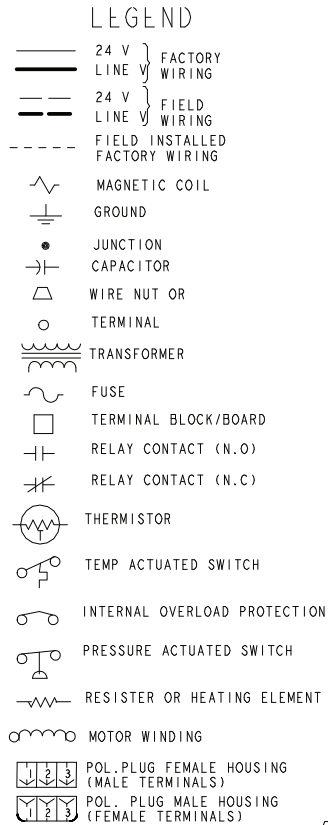 LEGEND
24 V
LINE V
FACTORY
WIRING
24 V
LINE V
FIELD
WIRING
FIELD INSTALLED
FACTORY WIRING
MAGNETIC COIL
GROUND
JUNCTION
CAPACITOR
WIRE NUT OR
TERMINAL
TRANSFORMER
FUSE
TERMINAL BLOCK/BOARD
RELAY CONTACT (N.O)
RELAY CONTACT (N.C)
THERMISTOR
T
TEMP ACTUATED SWITCH
INTERNAL OVERLOAD PROTECTION
PRESSURE ACTUATED SWITCH
RESISTER OR HEATING ELEMENT
MOTOR WINDING
1 2 3 POL.PLUG FEMALE HOUSING
(MALE TERMINALS)
1 2 3 POL. PLUG MALE HOUSING
(FEMALE TERMINALS)